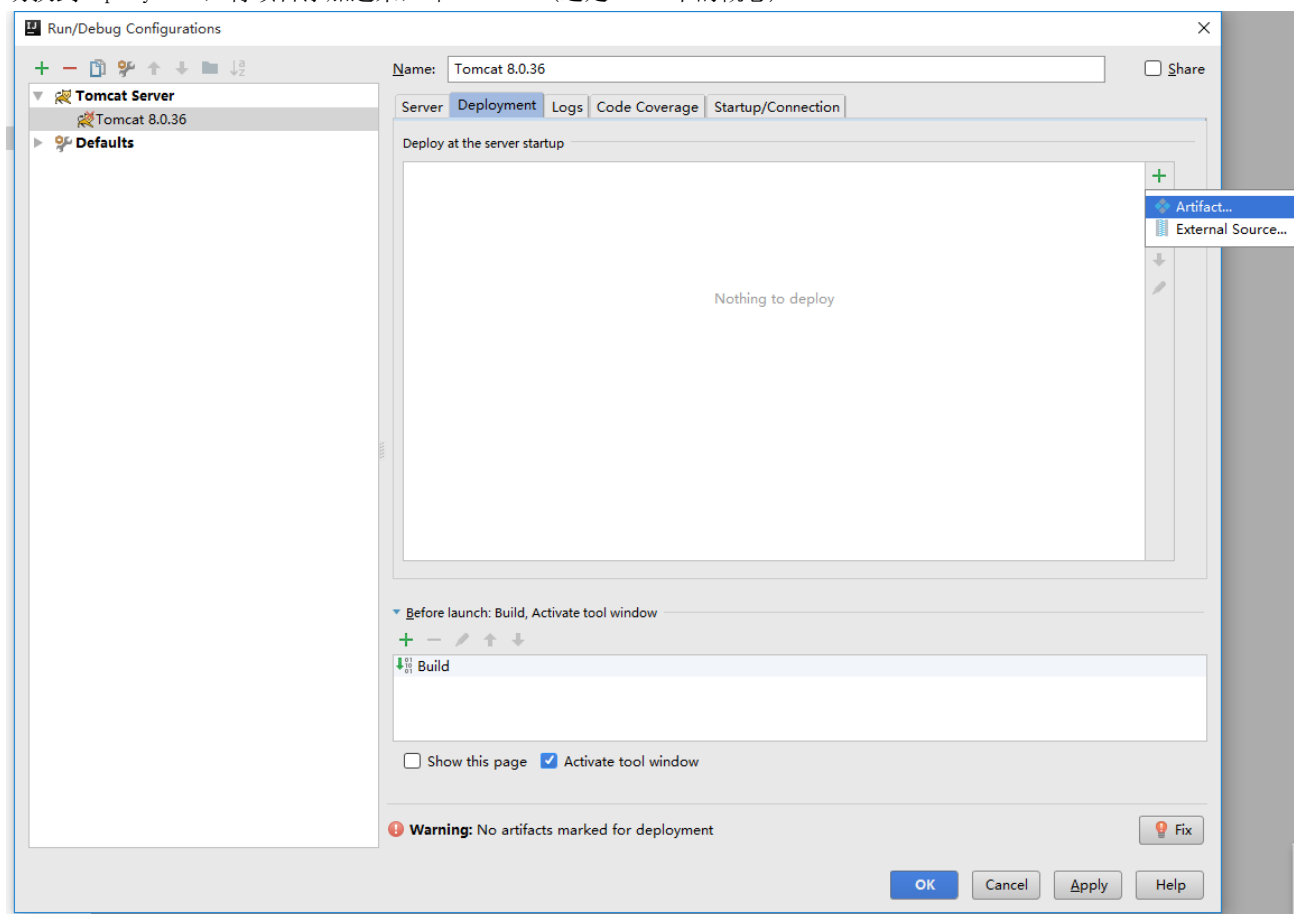 Run/Debug Configurations
Name: Tomcat 8.0.36
Share
Tomcat Server
Tomcat 8.0.36
Defaults
Server Deployment Logs Code Coverage Startup/Connection
Deploy at the server startup
Artifact...
External Source...
Nothing to deploy
Before launch: Build, Activate tool window
Build
Show this page Activate tool window
Warning: No artifacts marked for deployment
Fix
OK Cancel Apply Help